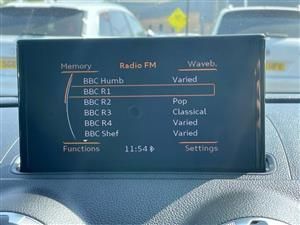 Memory Radio FM Waveb.
BBC Humb Varied
BBC R1
BBC R2 Pop
BBC R3 Classical
BBC R4 Varied
BBC Shef Varied
Functions 11:54 Settings